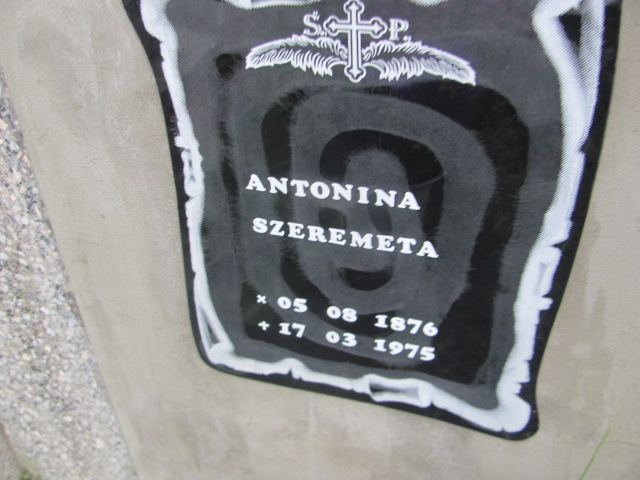 Ś. P.
ANTONINA
SZEREMETA
× 05 08 1876
+ 17 03 1975